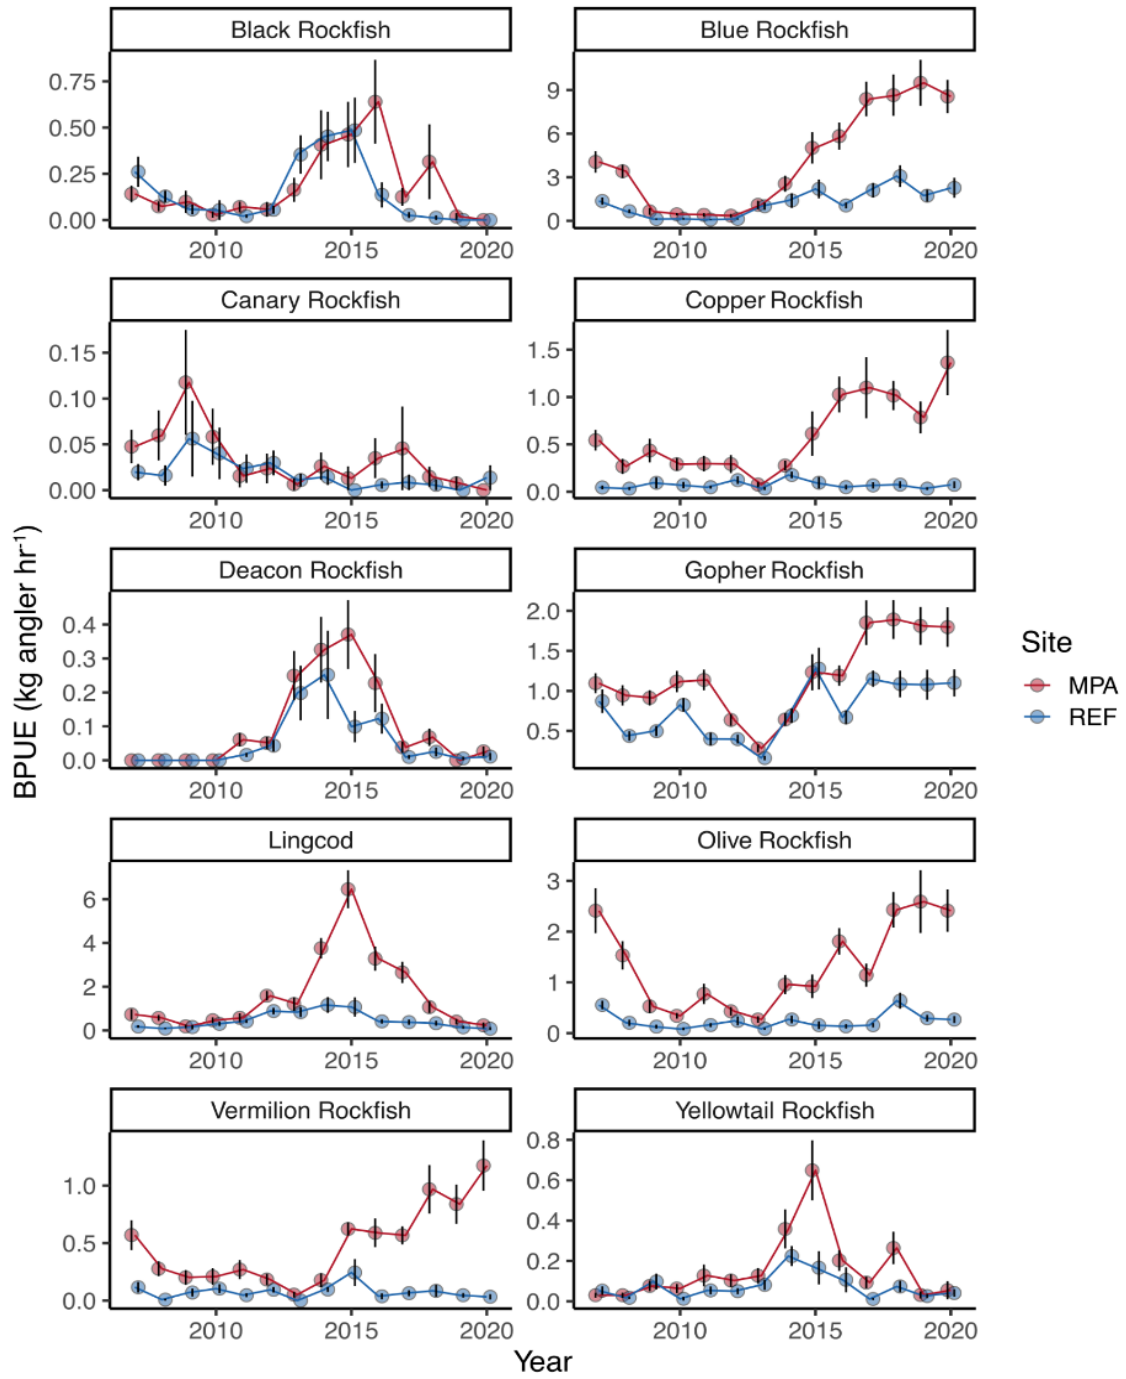 Black Rockfish
Blue Rockfish
0.75
0.50
0.25
0.00
2010 2015 2020
9
6
3
0
2010 2015 2020
Canary Rockfish
Copper Rockfish
0.15
0.10
0.05
0.00
2010 2015 2020
1.5
1.0
0.5
0.0
2010 2015 2020
Deacon Rockfish
Gopher Rockfish
0.4
0.3
0.2
0.1
0.0
2010 2015 2020
2.0
1.5
1.0
0.5
2010 2015 2020
Lingcod
Olive Rockfish
6
4
2
0
2010 2015 2020
3
2
1
0
2010 2015 2020
Vermilion Rockfish
Yellowtail Rockfish
1.0
0.5
0.0
2010 2015 2020
0.8
0.6
0.4
0.2
0.0
2010 2015 2020
BPUE (kg angler hr⁻¹)
Year
Site
MPA
REF